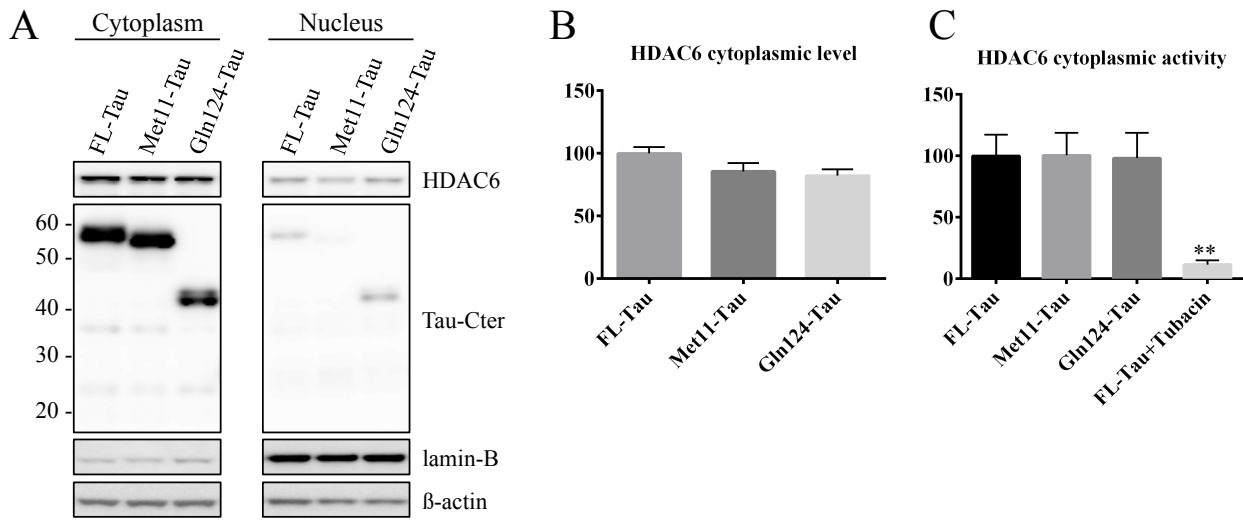 A
Cytoplasm
Nucleus
FL-Tau
Met11-Tau
Gln124-Tau
FL-Tau
Met11-Tau
Gln124-Tau
HDAC6
60 -
50 -
40 -
30 -
20 -
Tau-Cter
lamin-B
ß-actin
B
HDAC6 cytoplasmic level
150
100
50
0
FL-Tau
Met11-Tau
Gln124-Tau
C
HDAC6 cytoplasmic activity
150
100
50
0
**
FL-Tau
Met11-Tau
Gln124-Tau
FL-Tau+Tubacin